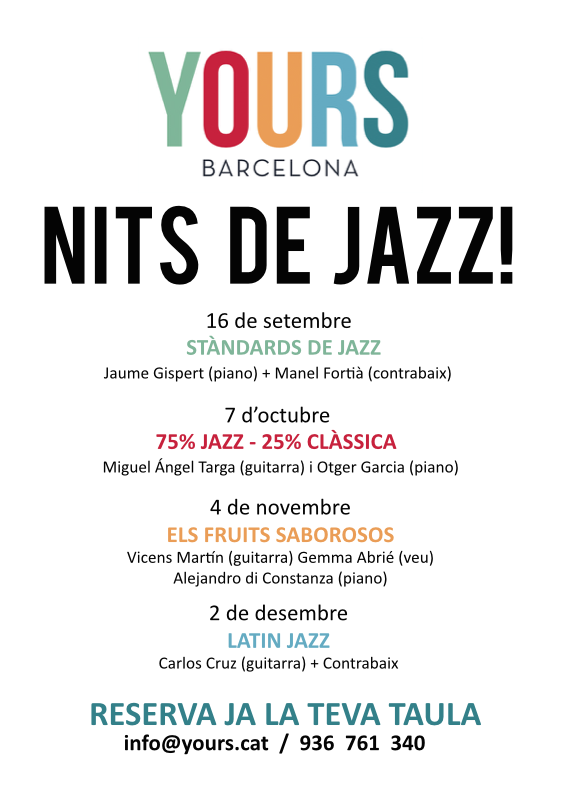 YOURS
BARCELONA
NITS DE JAZZ!
16 de setembre
STÀNDARDS DE JAZZ
Jaume Gispert (piano) + Manel Fortià (contrabaix)
7 d’octubre
75% JAZZ - 25% CLÀSSICA
Miguel Ángel Targa (guitarra) i Otger Garcia (piano)
4 de novembre
ELS FRUITS SABOROSOS
Vicens Martín (guitarra) Gemma Abrié (veu)
Alejandro di Constanza (piano)
2 de desembre
LATIN JAZZ
Carlos Cruz (guitarra) + Contrabaix
RESERVA JA LA TEVA TAULA
info@yours.cat / 936 761 340